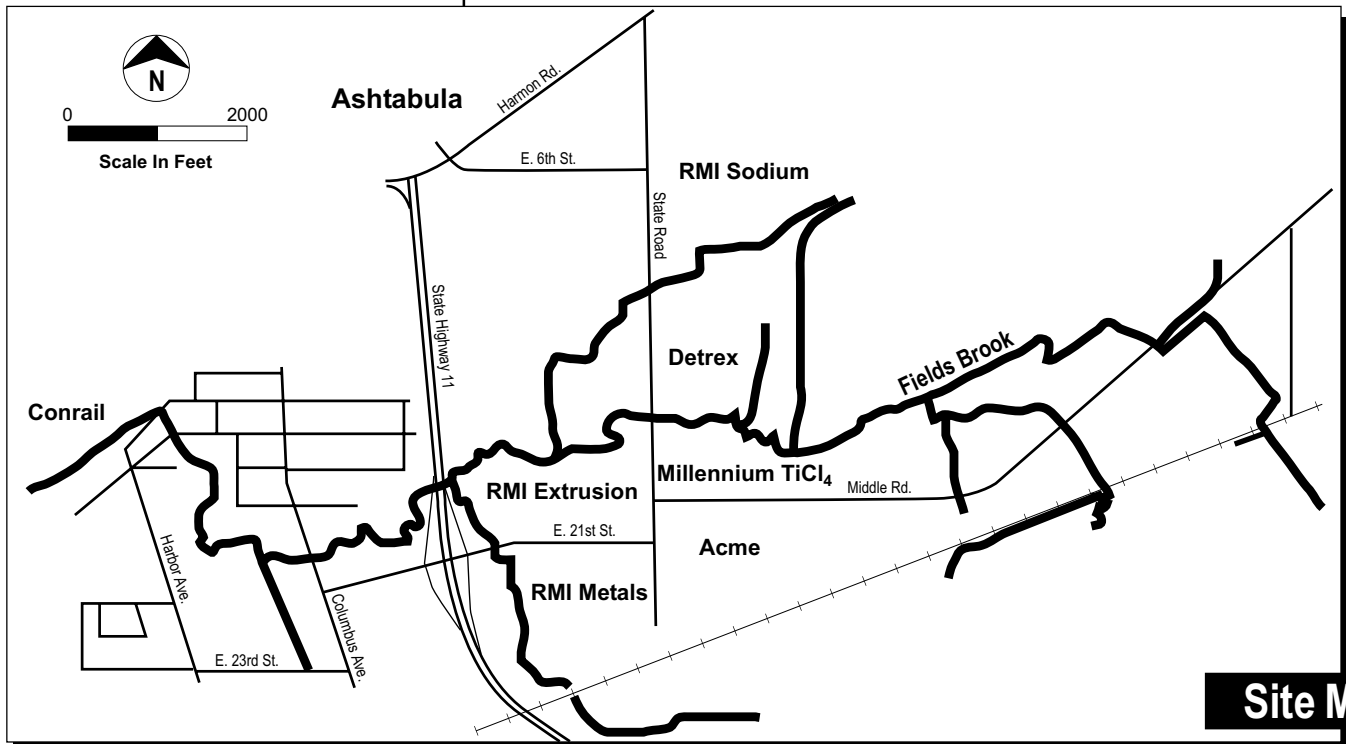 N
0 2000
Scale In Feet
Ashtabula
Harmon Rd.
E. 6th St.
RMI Sodium
State Road
State Highway 11
Detrex
Fields Brook
Conrail
RMI Extrusion
Millennium TiCl₄
Middle Rd.
E. 21st St.
Acme
Harbor Ave.
RMI Metals
Columbus Ave.
E. 23rd St.
Site M